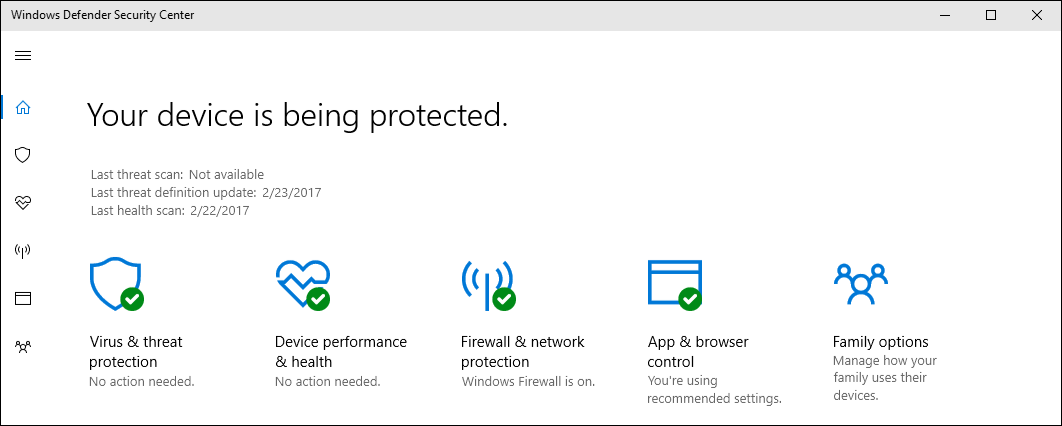 Windows Defender Security Center
Your device is being protected.
Last threat scan: Not available
Last threat definition update: 2/23/2017
Last health scan: 2/22/2017
Virus & threat
protection
No action needed.
Device performance
& health
No action needed.
Firewall & network
protection
Windows Firewall is on.
App & browser
control
You're using
recommended settings.
Family options
Manage how your
family uses their
devices.